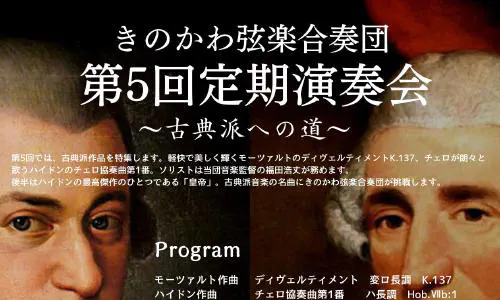 きのかわ弦楽合奏団
第5回定期演奏会
～古典派への道～
第5回では、古典派作品を特集します。軽快で美しく輝くモーツァルトのディヴェルティメントK.137、チェロが朗々と
歌うハイドンのチェロ協奏曲第1番。ソリストは当団音楽監督の福田浩丈が務めます。
後半はハイドンの最高傑作のひとつである「皇帝」。古典派音楽の名曲にきのかわ弦楽合奏団が挑戦します。
Program
モーツァルト作曲 ディヴェルティメント 変ロ長調 K.137
ハイドン作曲 チェロ協奏曲第1番 ハ長調 Hob.Ⅶb:1